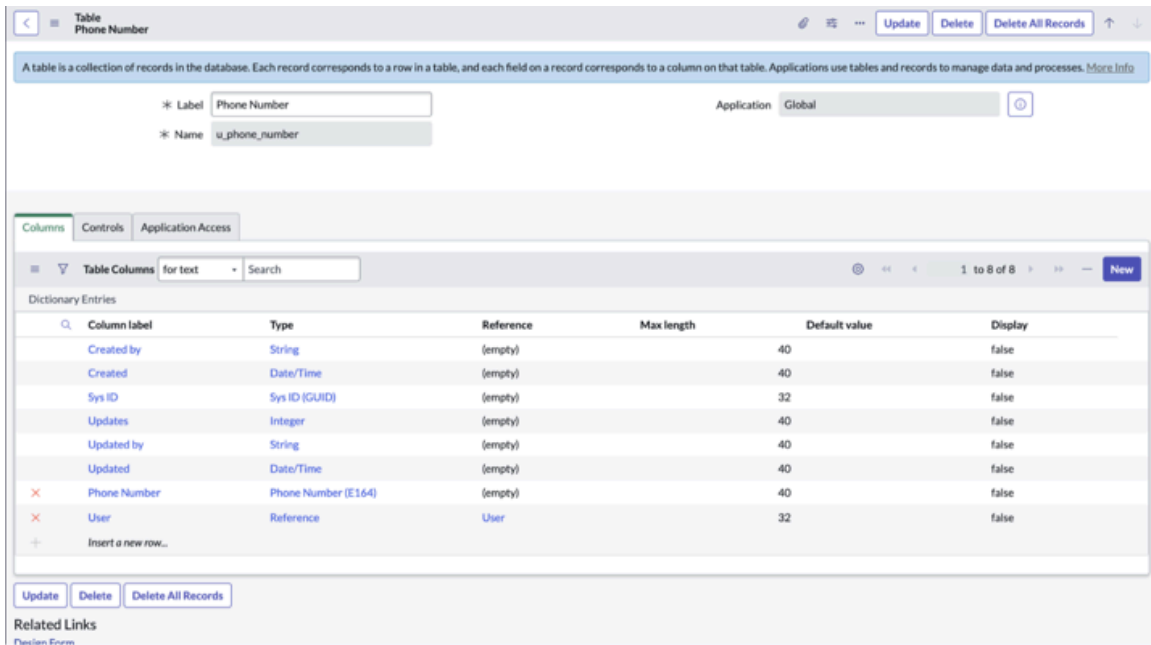 Table
Phone Number
Update Delete Delete All Records
A table is a collection of records in the database. Each record corresponds to a row in a table, and each field on a record corresponds to a column on that table. Applications use tables and records to manage data and processes. More Info
Label Phone Number Application Global
Name u_phone_number
Columns Controls Application Access
Table Columns for text Search 1 to 8 of 8 New
Dictionary Entries
Column label Type Reference Max length Default value Display
Created by String (empty) 40 false
Created Date/Time (empty) 40 false
Sys ID Sys ID (GUID) (empty) 32 false
Updates Integer (empty) 40 false
Updated by String (empty) 40 false
Updated Date/Time (empty) 40 false
Phone Number Phone Number (E164) (empty) 40 false
User Reference User 32 false
Insert a new row...
Update Delete Delete All Records
Related Links
Design Form